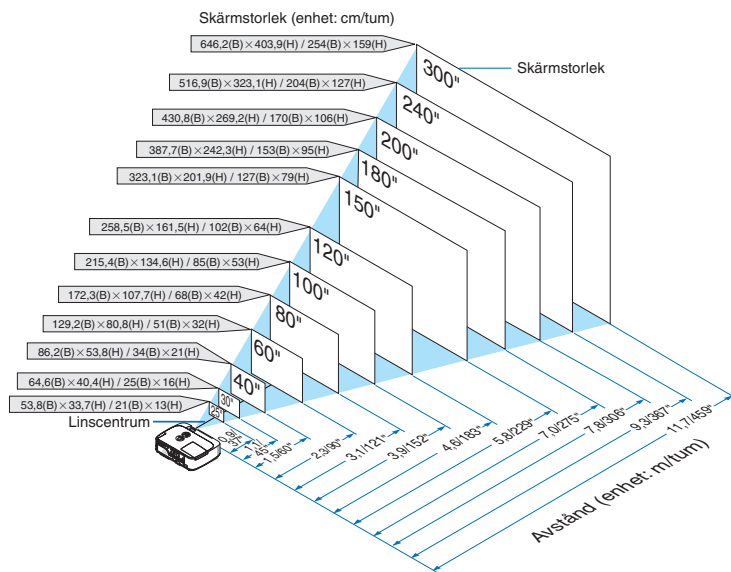 Skärmstorlek (enhet: cm/tum)
646,2(B)×403,9(H) / 254(B)×159(H)
300"
Skärmstorlek
516,9(B)×323,1(H) / 204(B)×127(H)
240"
430,8(B)×269,2(H) / 170(B)×106(H)
200"
387,7(B)×242,3(H) / 153(B)×95(H)
180"
323,1(B)×201,9(H) / 127(B)×79(H)
150"
258,5(B)×161,5(H) / 102(B)×64(H)
120"
215,4(B)×134,6(H) / 85(B)×53(H)
100"
172,3(B)×107,7(H) / 68(B)×42(H)
80"
129,2(B)×80,8(H) / 51(B)×32(H)
60"
86,2(B)×53,8(H) / 34(B)×21(H)
40"
64,6(B)×40,4(H) / 25(B)×16(H)
30"
53,8(B)×33,7(H) / 21(B)×13(H)
25"
Linscentrum
0,9/
37"
45"
1,5/60"
2,3/90"
3,1/121"
3,9/152"
4,6/183"
5,8/229"
7,0/275"
7,8/306"
9,3/367"
11,7/459"
Avstånd (enhet: m/tum)